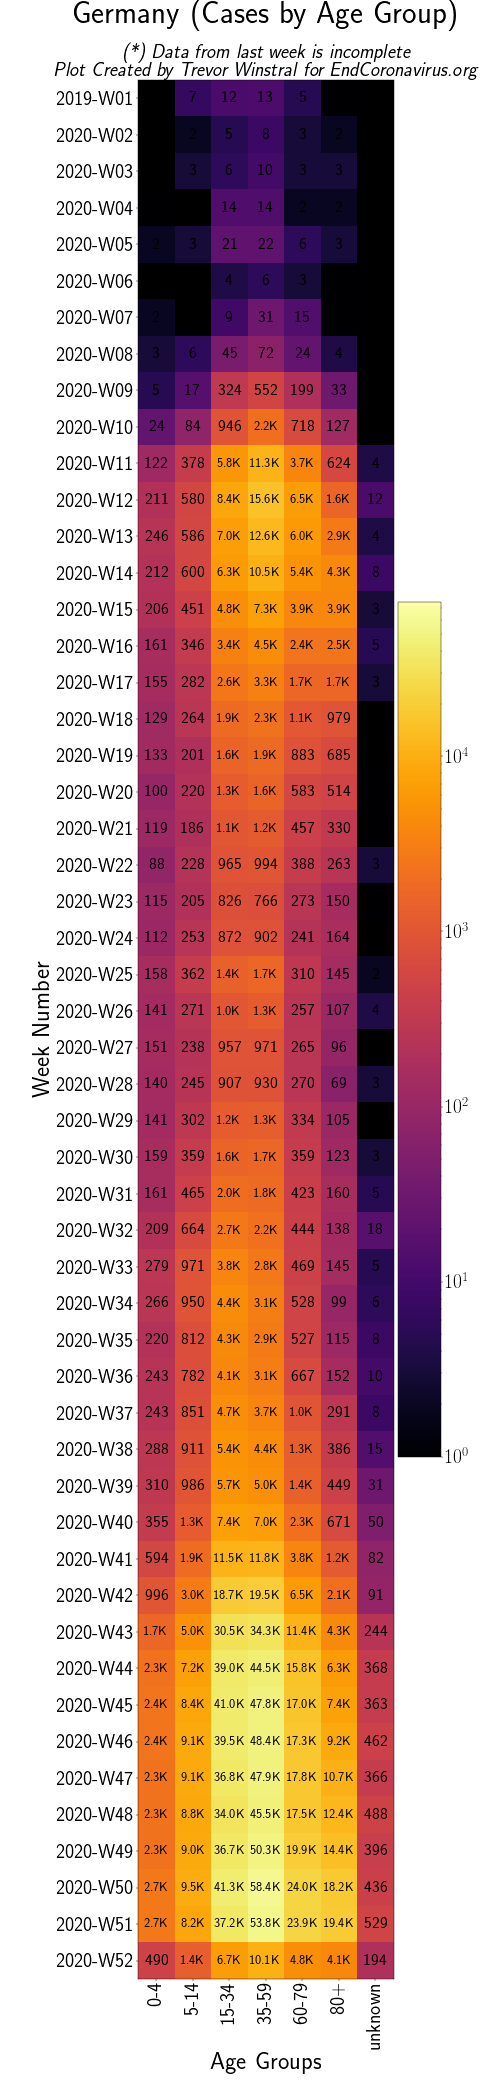 Germany (Cases by Age Group)
(*) Data from last week is incomplete
Plot Created by Trevor Winstral for EndCoronavirus.org
2019-W01 7 12 13 5
2020-W02 2 5 8 3 2
2020-W03 3 6 10 3 3
2020-W04 14 14 2 2
2020-W05 2 3 21 22 6 3
2020-W06 4 6 3
2020-W07 2 9 31 15
2020-W08 3 6 45 72 24 4
2020-W09 5 17 324 552 199 33
2020-W10 24 84 946 2.2K 718 127
2020-W11 122 378 5.8K 11.3K 3.7K 624 4
2020-W12 211 580 8.4K 15.6K 6.5K 1.6K 12
2020-W13 246 586 7.0K 12.6K 6.0K 2.9K 4
2020-W14 212 600 6.3K 10.5K 5.4K 4.3K 8
2020-W15 206 451 4.8K 7.3K 3.9K 3.9K 3
2020-W16 161 346 3.4K 4.5K 2.4K 2.5K 5
2020-W17 155 282 2.6K 3.3K 1.7K 1.7K 3
2020-W18 129 264 1.9K 2.3K 1.1K 979
2020-W19 133 201 1.6K 1.9K 883 685
2020-W20 100 220 1.3K 1.6K 583 514
2020-W21 119 186 1.1K 1.2K 457 330
2020-W22 88 228 965 994 388 263 3
2020-W23 115 205 826 766 273 150
2020-W24 112 253 872 902 241 164
2020-W25 158 362 1.4K 1.7K 310 145 2
2020-W26 141 271 1.0K 1.3K 257 107 4
2020-W27 151 238 957 971 265 96
2020-W28 140 245 907 930 270 69 3
2020-W29 141 302 1.2K 1.3K 334 105
2020-W30 159 359 1.6K 1.7K 359 123 3
2020-W31 161 465 2.0K 1.8K 423 160 5
2020-W32 209 664 2.7K 2.2K 444 138 18
2020-W33 279 971 3.8K 2.8K 469 145 5
2020-W34 266 950 4.4K 3.1K 528 99 6
2020-W35 220 812 4.3K 2.9K 527 115 8
2020-W36 243 782 4.1K 3.1K 667 152 10
2020-W37 243 851 4.7K 3.7K 1.0K 291 8
2020-W38 288 911 5.4K 4.4K 1.3K 386 15
2020-W39 310 986 5.7K 5.0K 1.4K 449 31
2020-W40 355 1.3K 7.4K 7.0K 2.3K 671 50
2020-W41 594 1.9K 11.5K 11.8K 3.8K 1.2K 82
2020-W42 996 3.0K 18.7K 19.5K 6.5K 2.1K 91
2020-W43 1.7K 5.0K 30.5K 34.3K 11.4K 4.3K 244
2020-W44 2.3K 7.2K 39.0K 44.5K 15.8K 6.3K 368
2020-W45 2.4K 8.4K 41.0K 47.8K 17.0K 7.4K 363
2020-W46 2.4K 9.1K 39.5K 48.4K 17.3K 9.2K 462
2020-W47 2.3K 9.1K 36.8K 47.9K 17.8K 10.7K 366
2020-W48 2.3K 8.8K 34.0K 45.5K 17.5K 12.4K 488
2020-W49 2.3K 9.0K 36.7K 50.3K 19.9K 14.4K 396
2020-W50 2.7K 9.5K 41.3K 58.4K 24.0K 18.2K 436
2020-W51 2.7K 8.2K 37.2K 53.8K 23.9K 19.4K 529
2020-W52 490 1.4K 6.7K 10.1K 4.8K 4.1K 194
0-4 5-14 15-34 35-59 60-79 80+ unknown
Age Groups
Week Number
10⁴
10³
10²
10¹
10⁰